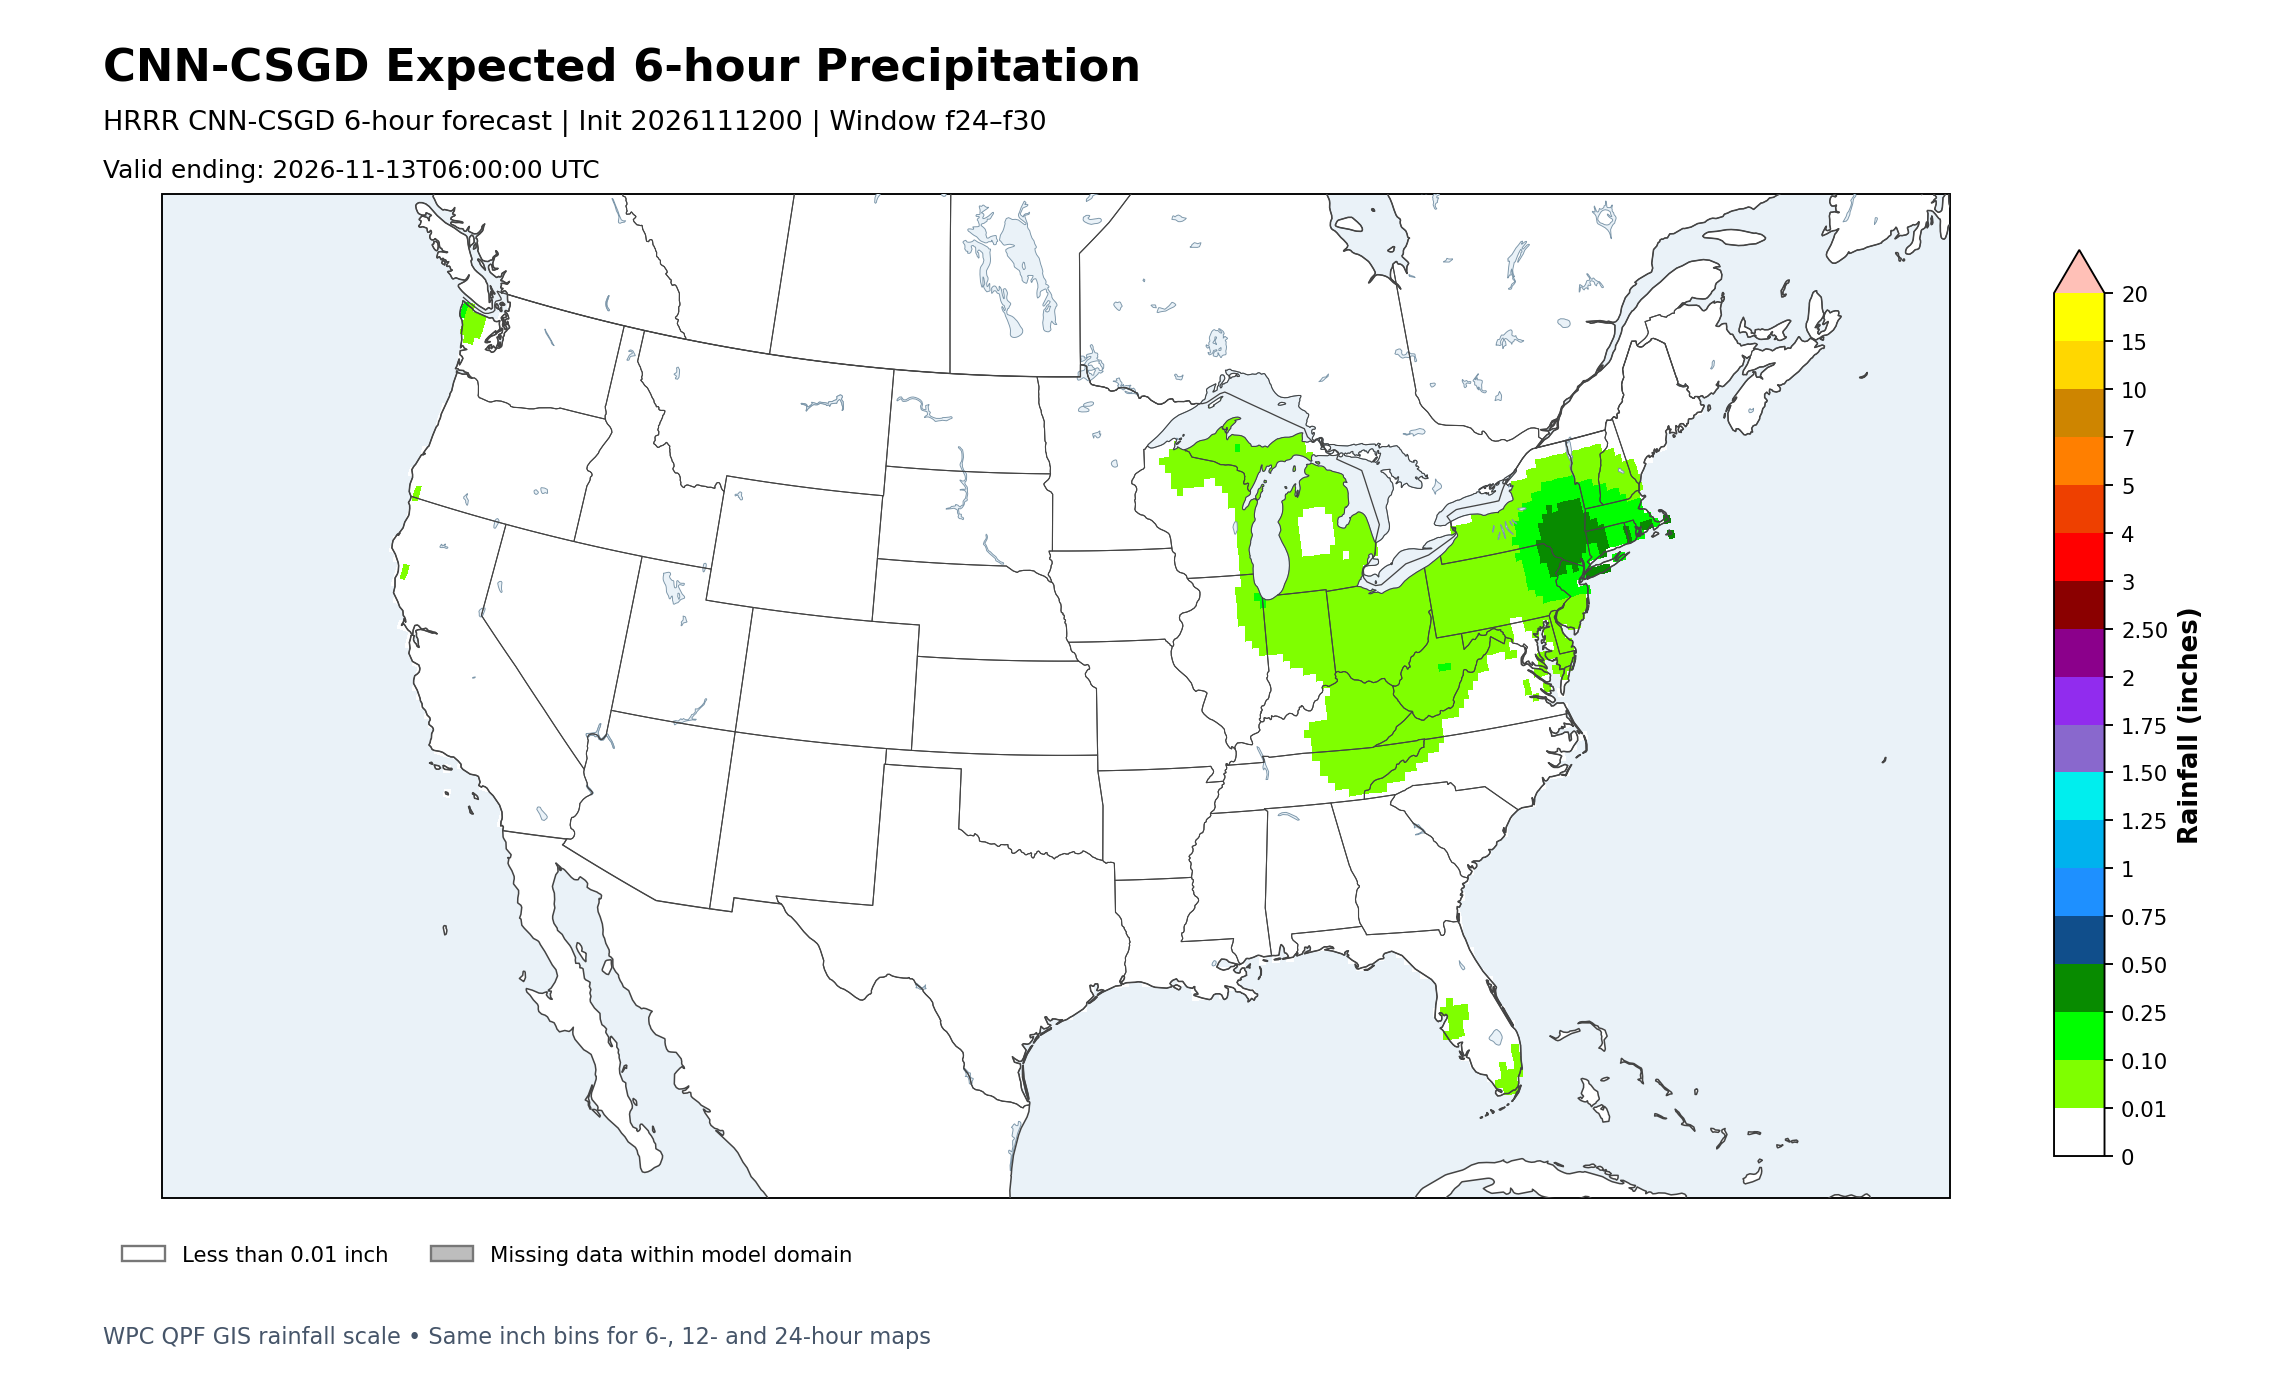 CNN-CSGD Expected 6-hour Precipitation
HRRR CNN-CSGD 6-hour forecast | Init 2026111200 | Window f24–f30
Valid ending: 2026-11-13T06:00:00 UTC
20
15
10
7
5
4
3
2.50
2
1.75
1.50
1.25
1
0.75
0.50
0.25
0.10
0.01
0
Rainfall (inches)
Less than 0.01 inch
Missing data within model domain
WPC QPF GIS rainfall scale • Same inch bins for 6-, 12- and 24-hour maps